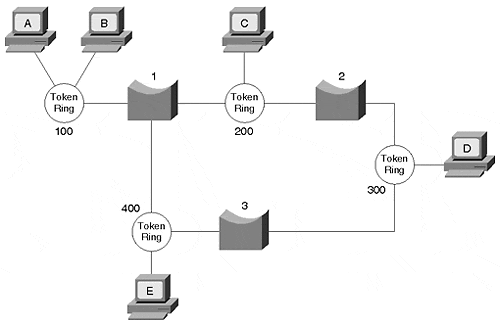 A
B
C
1
2
Token
Ring
100
Token
Ring
200
D
Token
Ring
300
400
3
Token
Ring
E